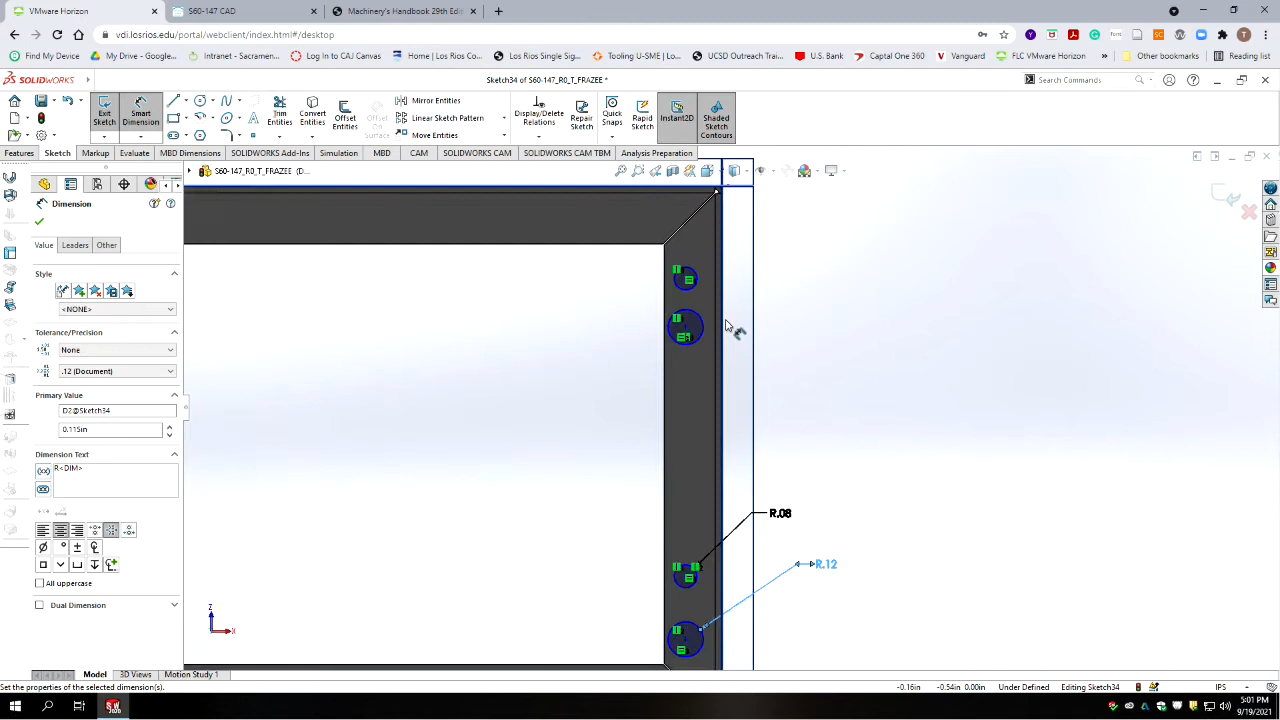 VMware Horizon
S60-147 CAD
Machinery's Handbook 29th Edit
vdi.losrios.edu/portal/webclient/index.html#/desktop
Find My Device
My Drive - Google...
Intranet - Sacramen...
Log In to CAJ Canvas
Home | Los Rios Co...
Los Rios Single Sig...
Tooling U-SME | Lo...
UCSD Outreach Trai...
U.S. Bank
Capital One 360
Vanguard
FLC VMware Horizon
Reading list
SOLIDWORKS
Sketch34 of S60-147_R0_T_FRAZEE *
Search Commands
Exit Sketch
Smart Dimension
Trim Entities
Convert Entities
Offset Entities
Offset On Surface
Mirror Entities
Linear Sketch Pattern
Move Entities
Display/Delete Relations
Repair Sketch
Quick Snaps
Rapid Sketch
Instant2D
Shaded Sketch Contours
Features
Sketch
Markup
Evaluate
MBD Dimensions
SOLIDWORKS Add-Ins
Simulation
MBD
CAM
SOLIDWORKS CAM
SOLIDWORKS CAM TBM
Analysis Preparation
S60-147_R0_T_FRAZEE (D...
Dimension
Value
Leaders
Other
Style
<NONE>
Tolerance/Precision
None
.12 (Document)
Primary Value
D2@Sketch34
0.115in
Dimension Text
R<DIM>
All uppercase
Dual Dimension
R.08
R.12
Z
X
Model
3D Views
Motion Study 1
Set the properties of the selected dimension(s).
-0.16in
-0.54in
0.00in
Under Defined
Editing Sketch34
IPS
5:01 PM
9/19/2021